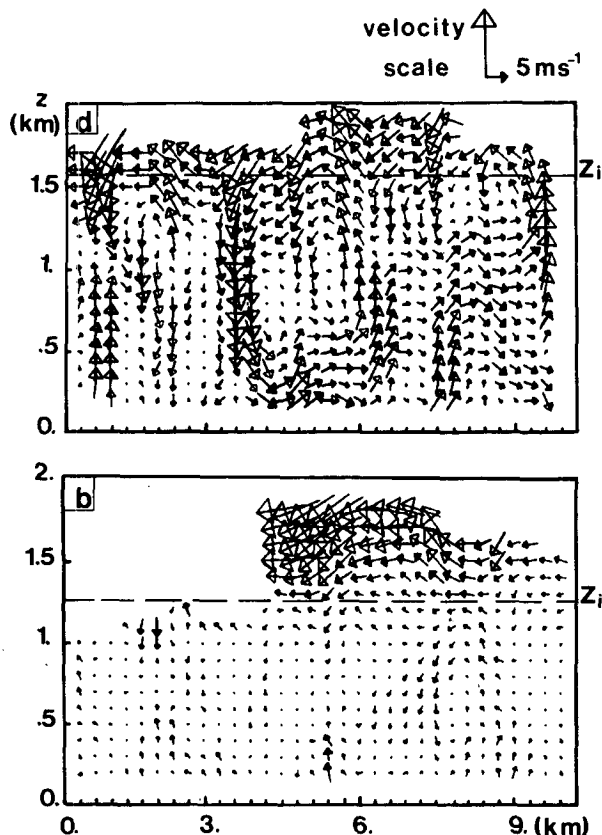 velocity
scale 5 ms⁻¹
z
(km)
d
2.
1.5
1.
.5
0.
Zi
b
2.
1.5
1.
.5
0.
Zi
0. 3. 6. 9. (km)